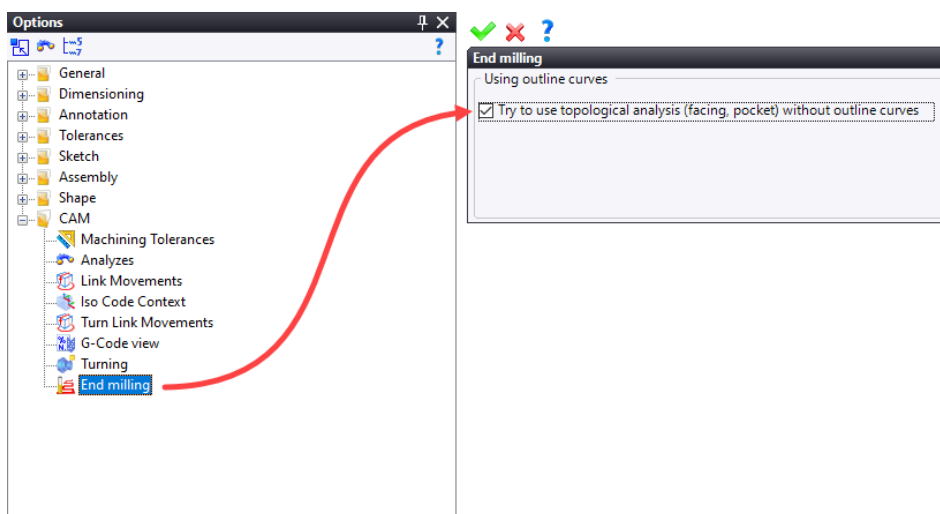 Options
General
Dimensioning
Annotation
Tolerances
Sketch
Assembly
Shape
CAM
Machining Tolerances
Analyzes
Link Movements
Iso Code Context
Turn Link Movements
G-Code view
Turning
End milling
End milling
Using outline curves
Try to use topological analysis (facing, pocket) without outline curves